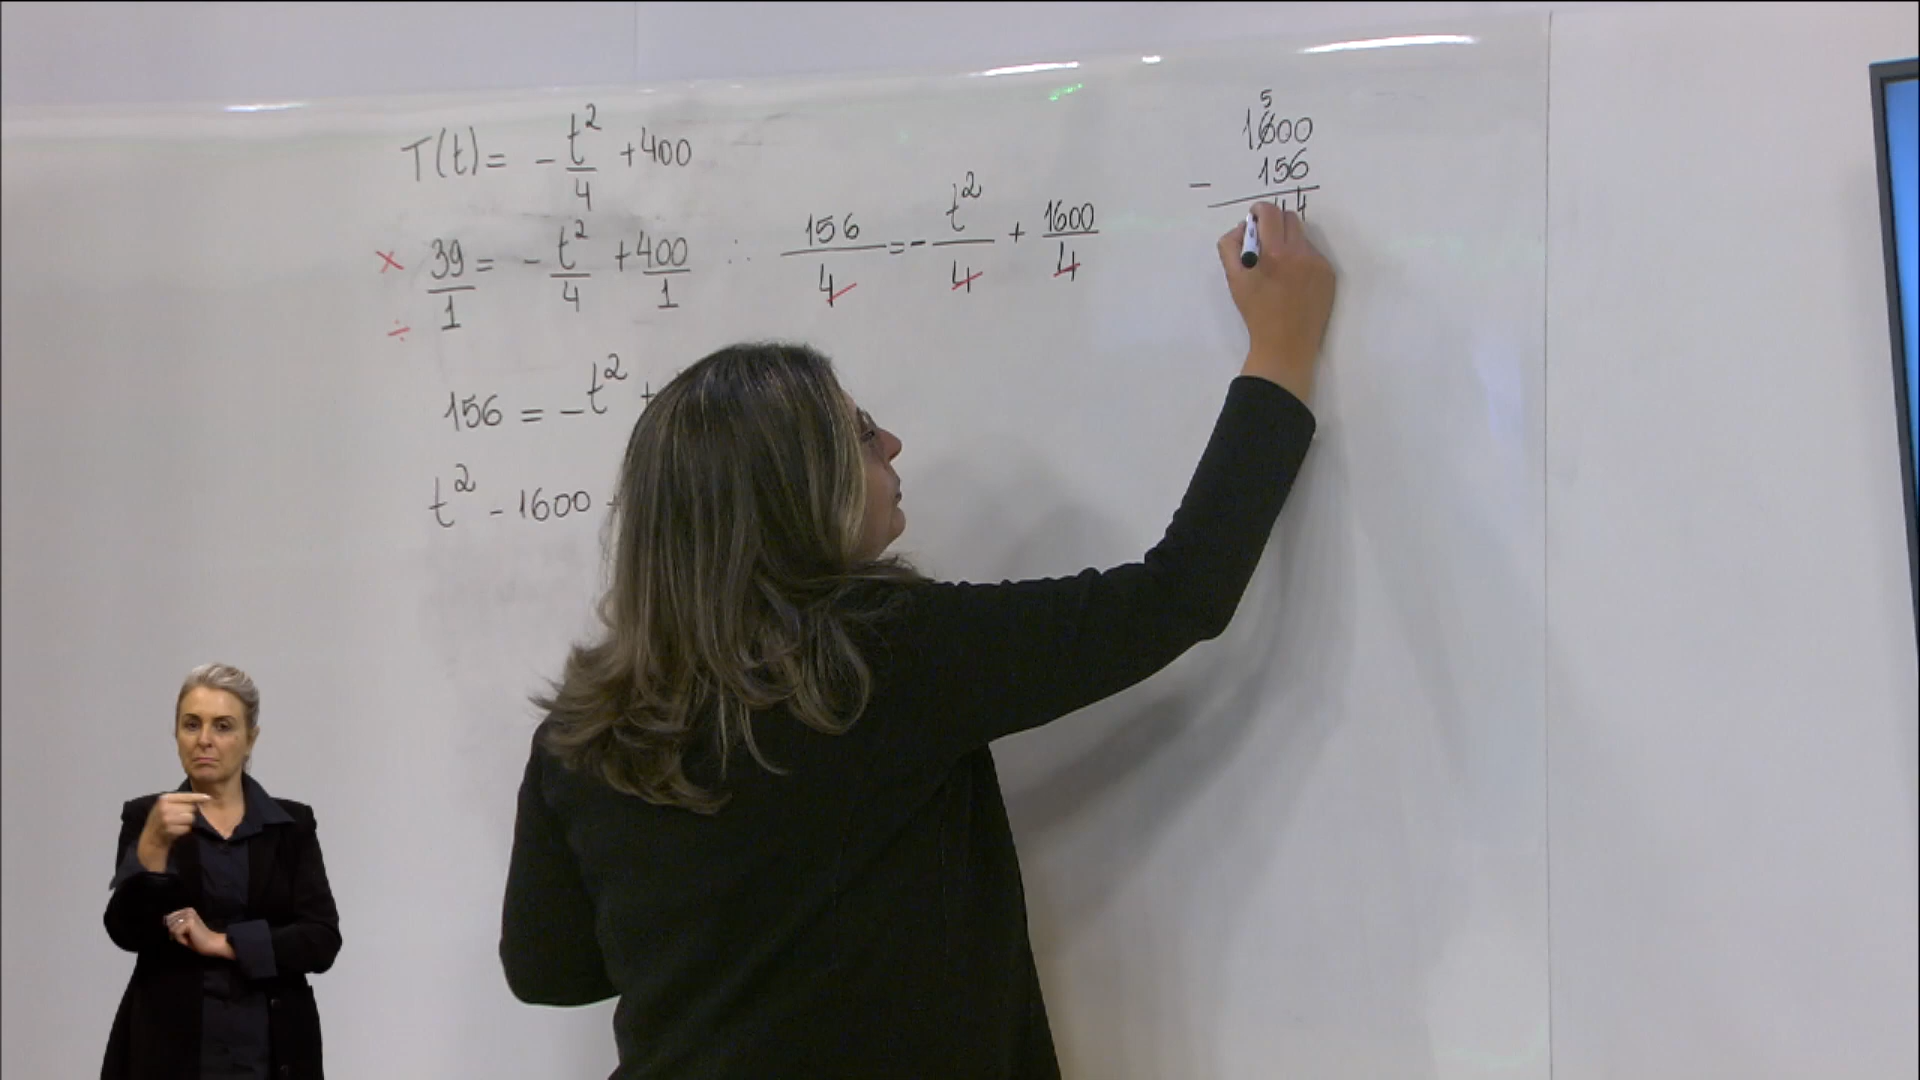 T(t) = - t²/4 + 400
× 39/1 = - t²/4 + 400/1 ∴ 156/4 = - t²/4 + 1600/4
÷
156 = - t² +
t² - 1600 +
5
1600
- 156
44